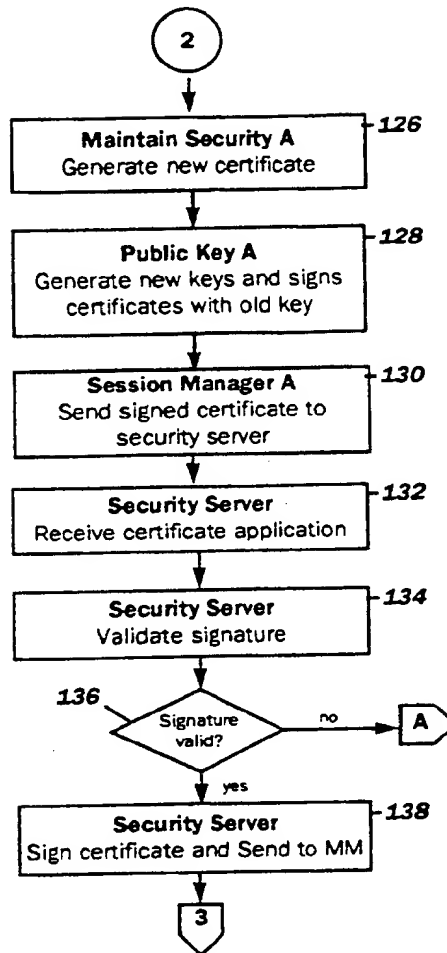 2
Maintain Security A
126
Generate new certificate
Public Key A
128
Generate new keys and signs
certificates with old key
Session Manager A
130
Send signed certificate to
security server
Security Server
132
Receive certificate application
Security Server
134
Validate signature
136
Signature
valid?
no
A
yes
Security Server
138
Sign certificate and Send to MM
3